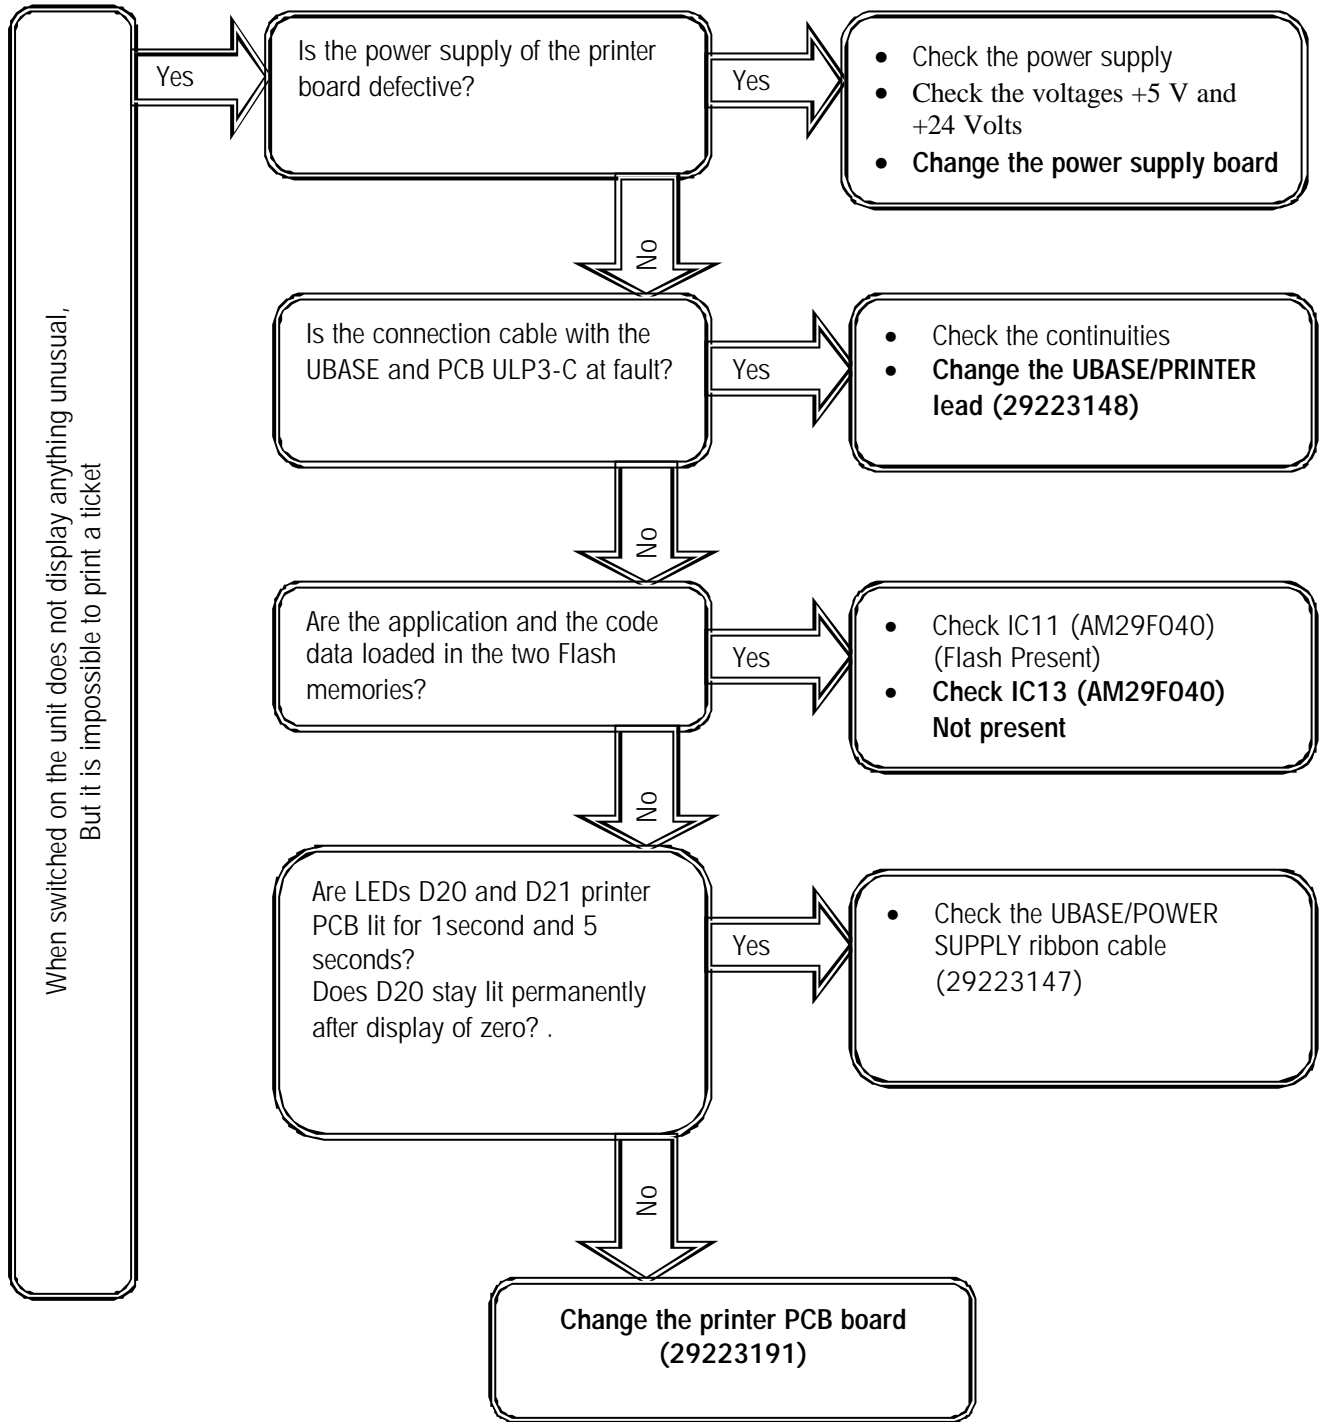 When switched on the unit does not display anything unusual,
But it is impossible to print a ticket
Yes
Is the power supply of the printer
board defective?
Yes
• Check the power supply
• Check the voltages +5 V and
+24 Volts
• Change the power supply board
No
Is the connection cable with the
UBASE and PCB ULP3-C at fault?
Yes
• Check the continuities
• Change the UBASE/PRINTER
lead (29223148)
No
Are the application and the code
data loaded in the two Flash
memories?
Yes
• Check IC11 (AM29F040)
(Flash Present)
• Check IC13 (AM29F040)
Not present
No
Are LEDs D20 and D21 printer
PCB lit for 1second and 5
seconds?
Does D20 stay lit permanently
after display of zero? .
Yes
• Check the UBASE/POWER
SUPPLY ribbon cable
(29223147)
No
Change the printer PCB board
(29223191)